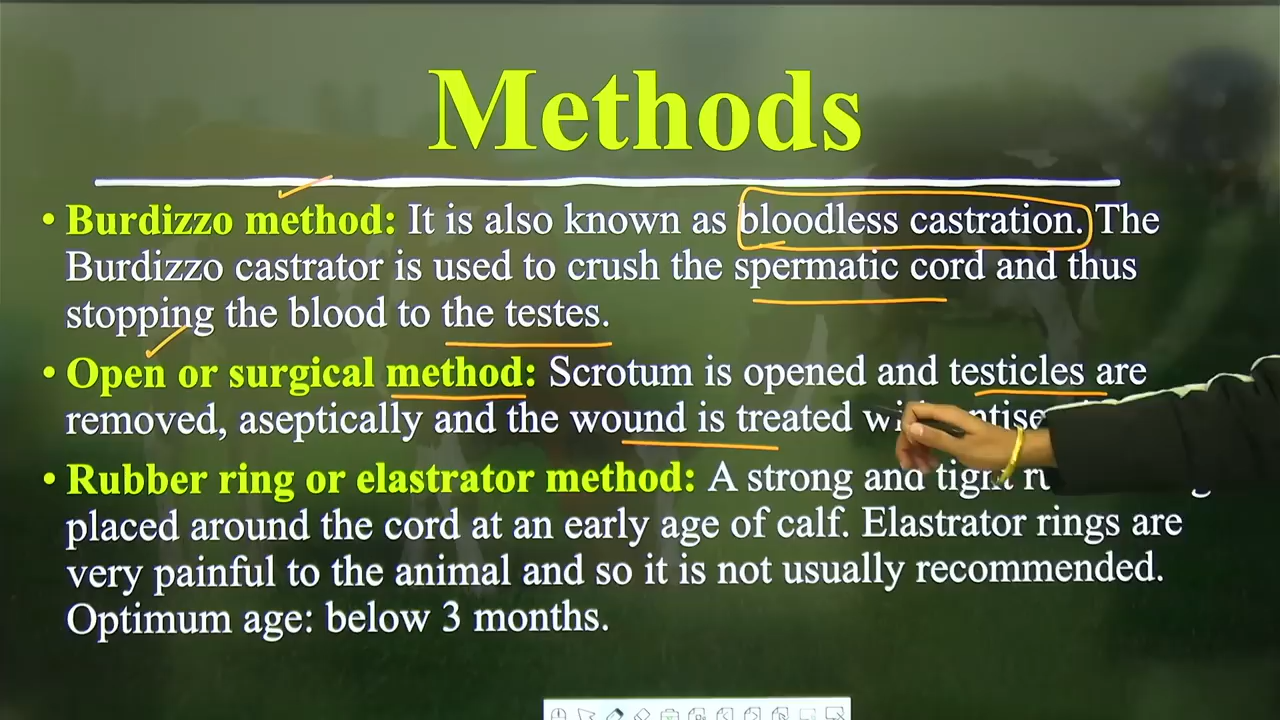 Methods
• Burdizzo method: It is also known as bloodless castration. The
Burdizzo castrator is used to crush the spermatic cord and thus
stopping the blood to the testes.
• Open or surgical method: Scrotum is opened and testicles are
removed, aseptically and the wound is treated
• Rubber ring or elastrator method: A strong and tight
placed around the cord at an early age of calf. Elastrator rings are
very painful to the animal and so it is not usually recommended.
Optimum age: below 3 months.